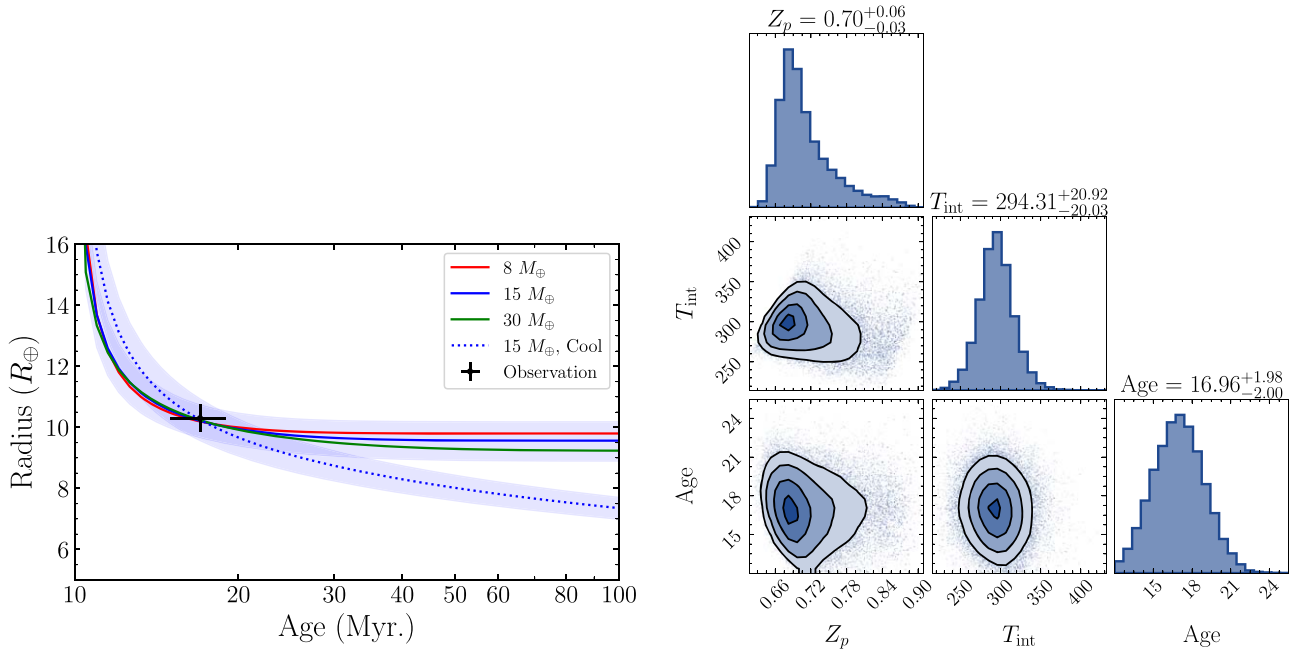 16
14
12
10
8
6
Radius (R⊕)
10
20
30
40
50
60
80
100
Age (Myr.)
8 M⊕
15 M⊕
30 M⊕
15 M⊕, Cool
Observation
Z_p = 0.70^{+0.06}_{-0.03}
T_int = 294.31^{+20.92}_{-20.03}
400
350
300
250
T_int
Age = 16.96^{+1.98}_{-2.00}
24
21
18
15
Age
0.66
0.72
0.78
0.84
0.90
Z_p
250
300
350
400
T_int
15
18
21
24
Age